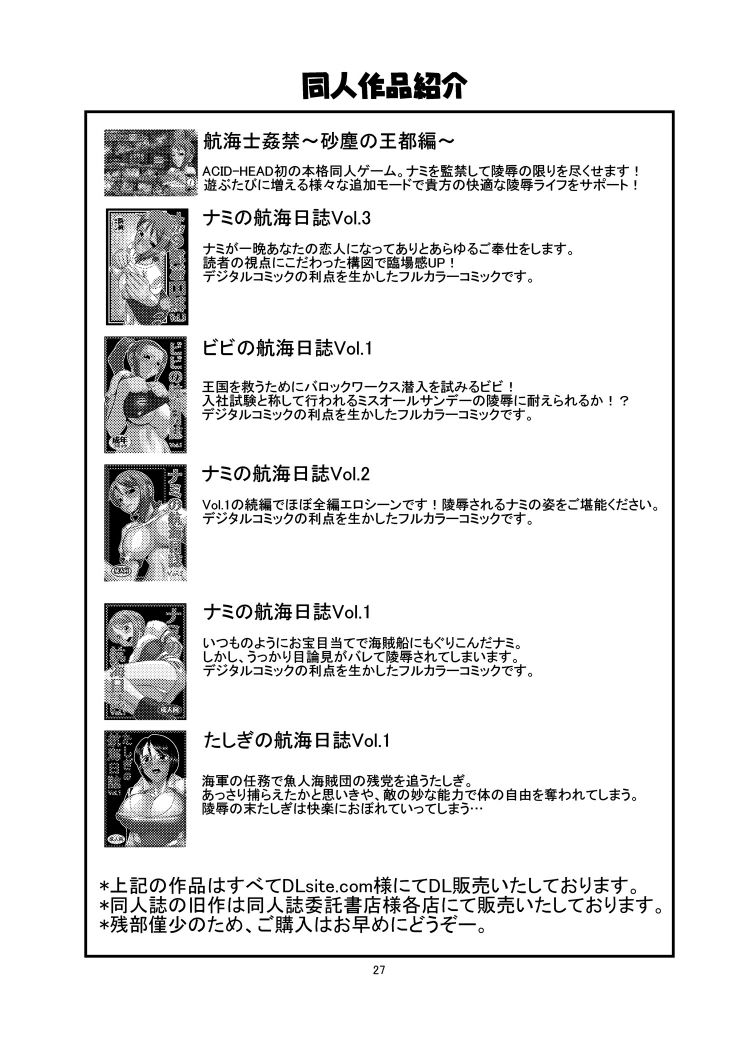 同人作品紹介
航海士姦禁～砂塵の王都編～
ACID-HEAD初の本格同人ゲーム。ナミを監禁して陵辱の限りを尽くせます！
遊ぶたびに増える様々な追加モードで貴方の快適な陵辱ライフをサポート！
ナミの航海日誌Vol.3
ナミが一晩あなたの恋人になってありとあらゆるご奉仕をします。
読者の視点にこだわった構図で臨場感UP！
デジタルコミックの利点を生かしたフルカラーコミックです。
ビビの航海日誌Vol.1
王国を救うためにバロックワークス潜入を試みるビビ！
入社試験と称して行われるミスオールサンデーの陵辱に耐えられるか！？
デジタルコミックの利点を生かしたフルカラーコミックです。
成年
ナミの航海日誌Vol.2
Vol.1の続編でほぼ全編エロシーンです！陵辱されるナミの姿をご堪能ください。
デジタルコミックの利点を生かしたフルカラーコミックです。
ナミの航海日誌
成人向
ナミの航海日誌Vol.1
いつものようにお宝目当てで海賊船にもぐりこんだナミ。
しかし、うっかり目論見がバレて陵辱されてしまいます。
デジタルコミックの利点を生かしたフルカラーコミックです。
成人向
たしぎの航海日誌Vol.1
海軍の任務で魚人海賊団の残党を追うたしぎ。
あっさり捕らえたかと思いきや、敵の妙な能力で体の自由を奪われてしまう。
陵辱の末たしぎは快楽におぼれていってしまう…
たしぎの
航海日誌
Vol.1
成人向
*上記の作品はすべてDLsite.com様にてDL販売いたしております。
*同人誌の旧作は同人誌委託書店様各店にて販売いたしております。
*残部僅少のため、ご購入はお早めにどうぞー。
27